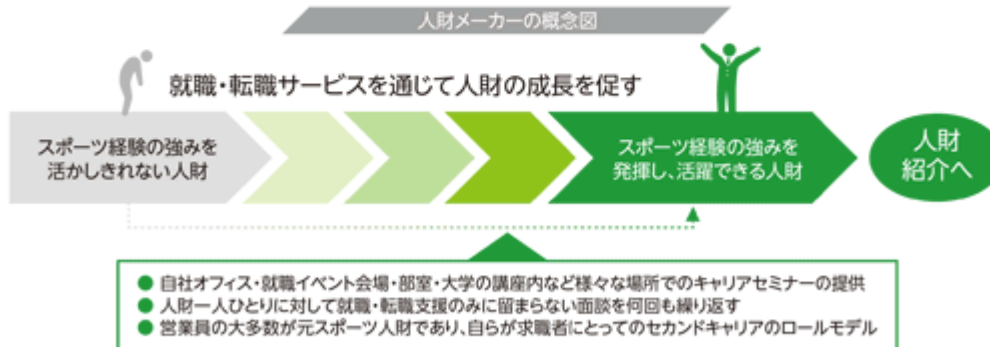 人財メーカーの概念図
就職・転職サービスを通じて人財の成長を促す
スポーツ経験の強みを
活かしきれない人財
スポーツ経験の強みを
発揮し、活躍できる人財
人財
紹介へ
● 自社オフィス・就職イベント会場・部室・大学の講座内など様々な場所でのキャリアセミナーの提供
● 人財一人ひとりに対して就職・転職支援のみに留まらない面談を何回も繰り返す
● 営業員の大多数が元スポーツ人財であり、自らが求職者にとってのセカンドキャリアのロールモデル